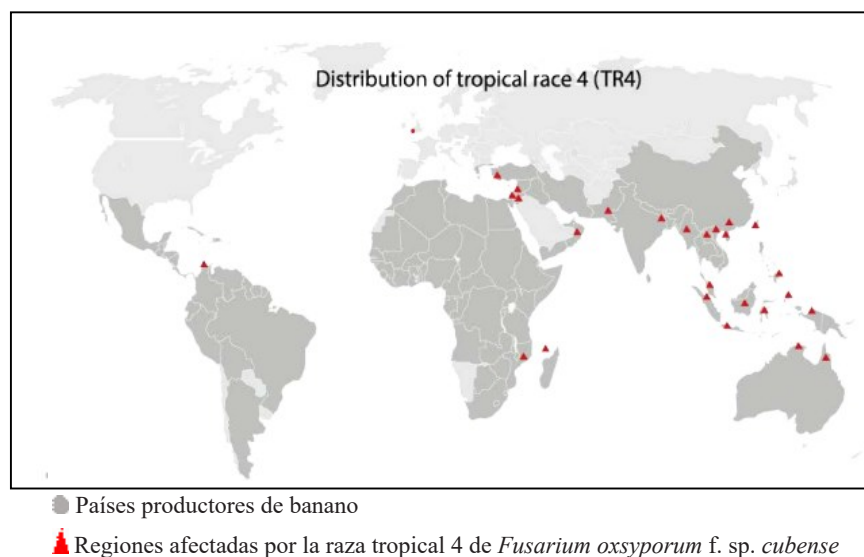 Distribution of tropical race 4 (TR4)
Países productores de banano
Regiones afectadas por la raza tropical 4 de Fusarium oxsyporum f. sp. cubense